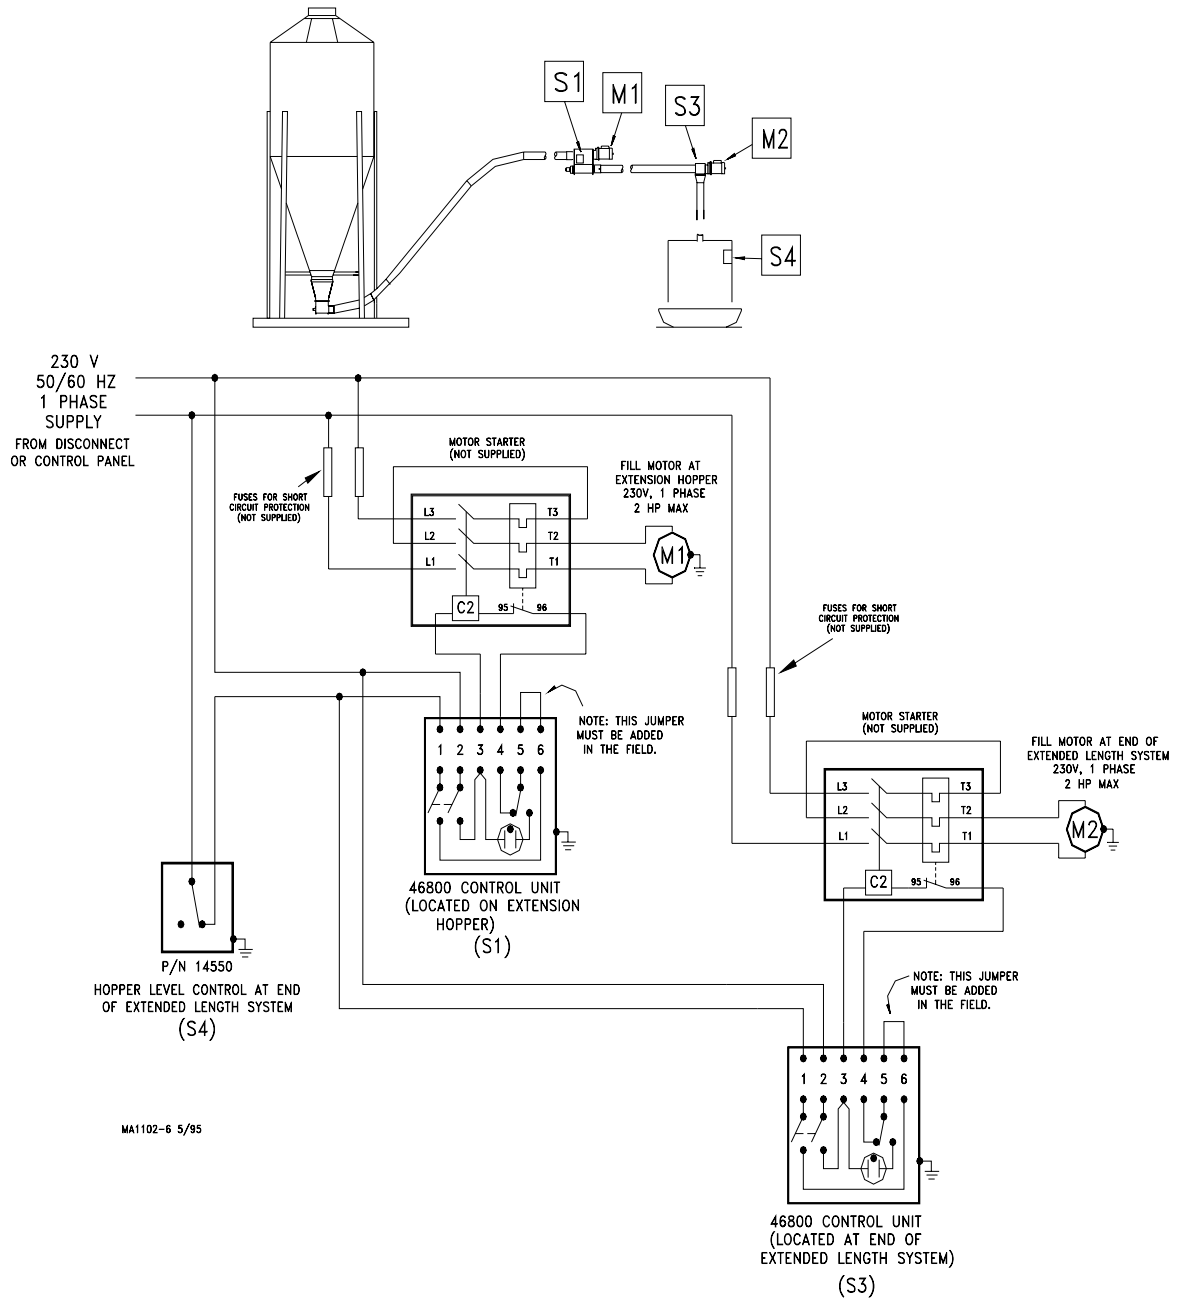 S1
M1
S3
M2
S4
230 V
50/60 HZ
1 PHASE
SUPPLY
FROM DISCONNECT
OR CONTROL PANEL
FUSES FOR SHORT
CIRCUIT PROTECTION
(NOT SUPPLIED)
MOTOR STARTER
(NOT SUPPLIED)
L3
T3
L2
T2
L1
T1
C2
95
96
FILL MOTOR AT
EXTENSION HOPPER
230V, 1 PHASE
2 HP MAX
M1
NOTE: THIS JUMPER
MUST BE ADDED
IN THE FIELD.
1 2 3 4 5 6
46800 CONTROL UNIT
(LOCATED ON EXTENSION
HOPPER)
(S1)
FUSES FOR SHORT
CIRCUIT PROTECTION
(NOT SUPPLIED)
MOTOR STARTER
(NOT SUPPLIED)
L3
T3
L2
T2
L1
T1
C2
95
96
FILL MOTOR AT END OF
EXTENDED LENGTH SYSTEM
230V, 1 PHASE
2 HP MAX
M2
P/N 14550
HOPPER LEVEL CONTROL AT END
OF EXTENDED LENGTH SYSTEM
(S4)
NOTE: THIS JUMPER
MUST BE ADDED
IN THE FIELD.
1 2 3 4 5 6
46800 CONTROL UNIT
(LOCATED AT END OF
EXTENDED LENGTH SYSTEM)
(S3)
MA1102-6 5/95